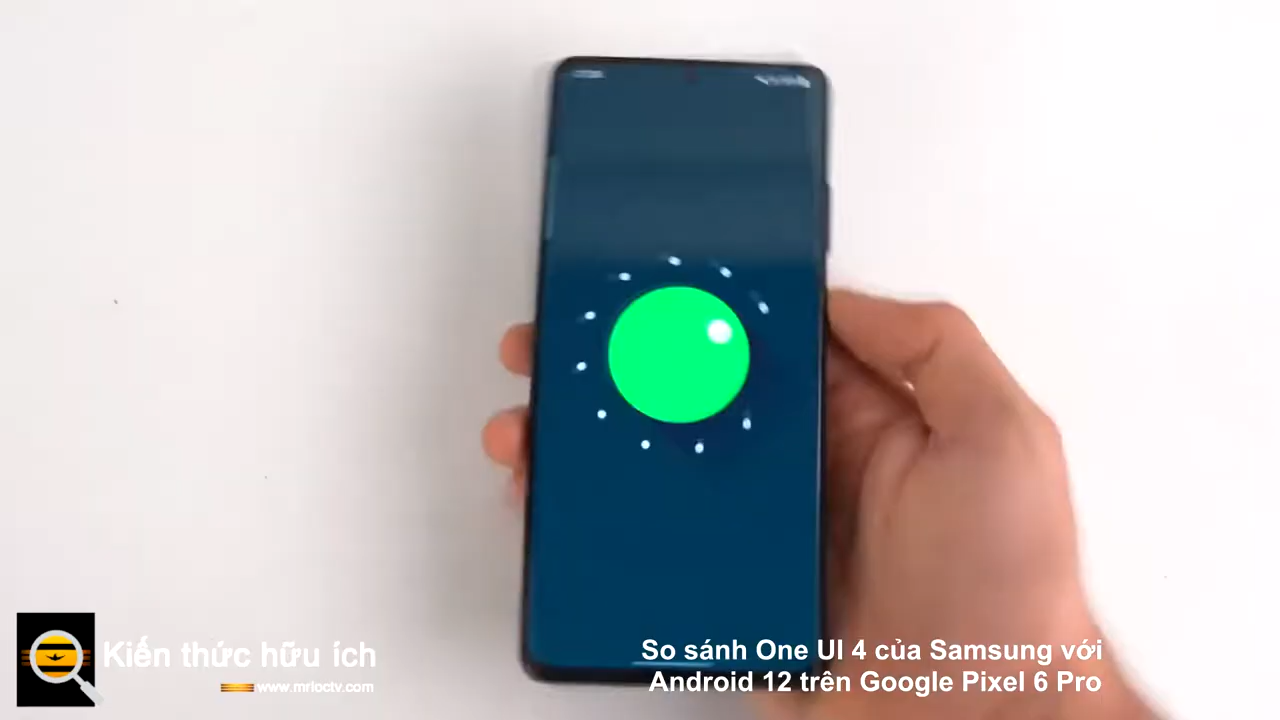 Kiến thức hữu ích
www.mrloctv.com
So sánh One UI 4 của Samsung với
Android 12 trên Google Pixel 6 Pro